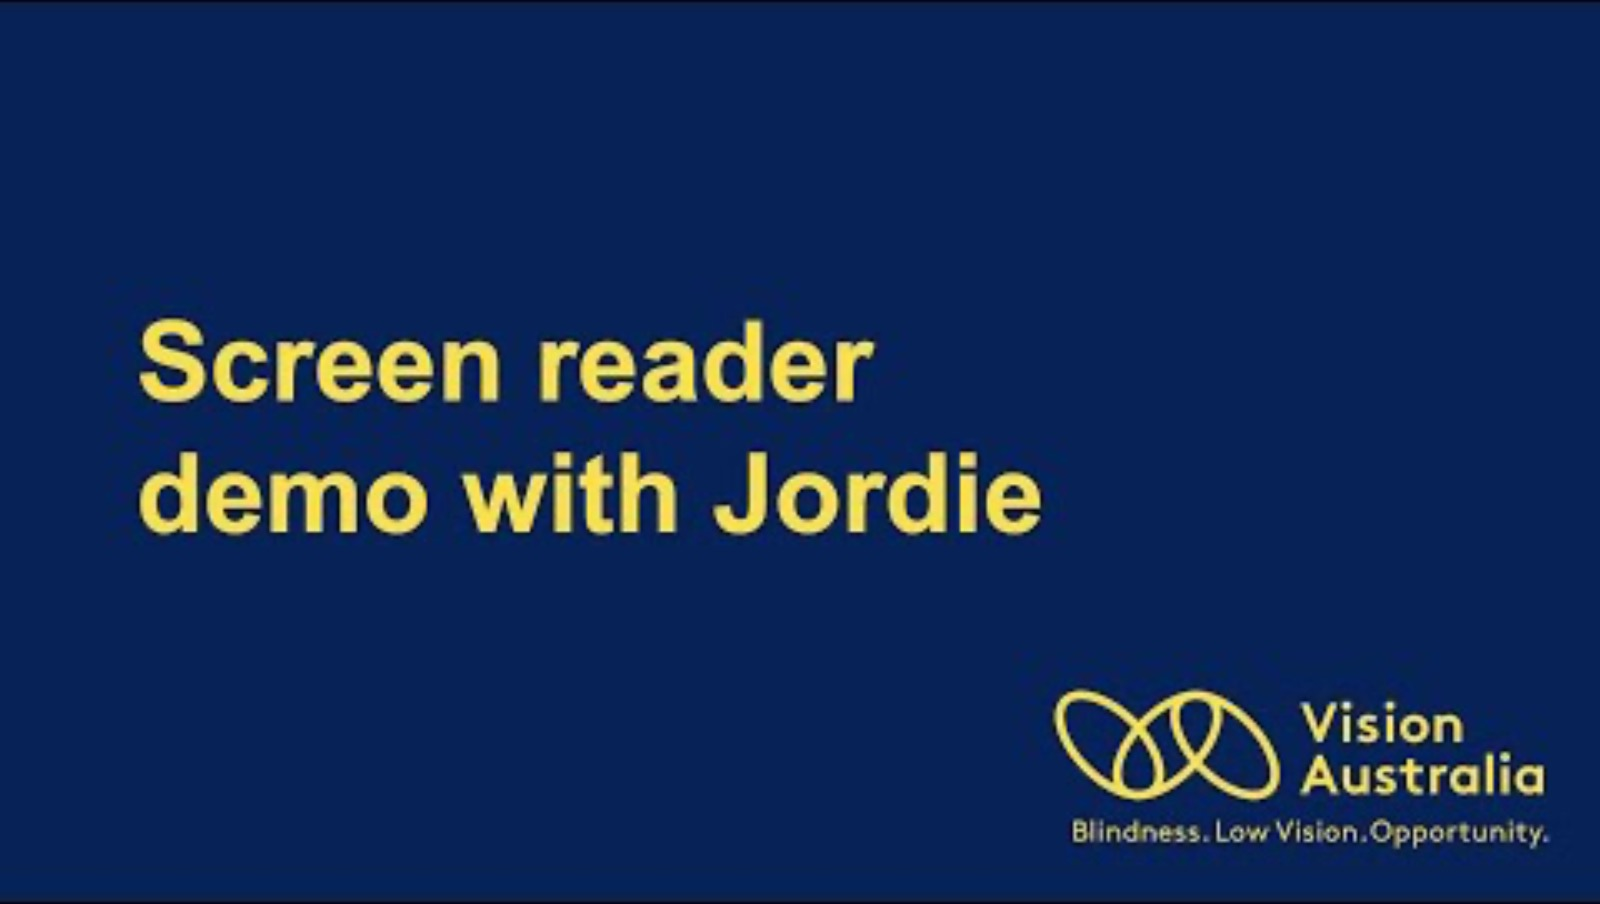 Screen reader
demo with Jordie
Vision
Australia
Blindness. Low Vision. Opportunity.